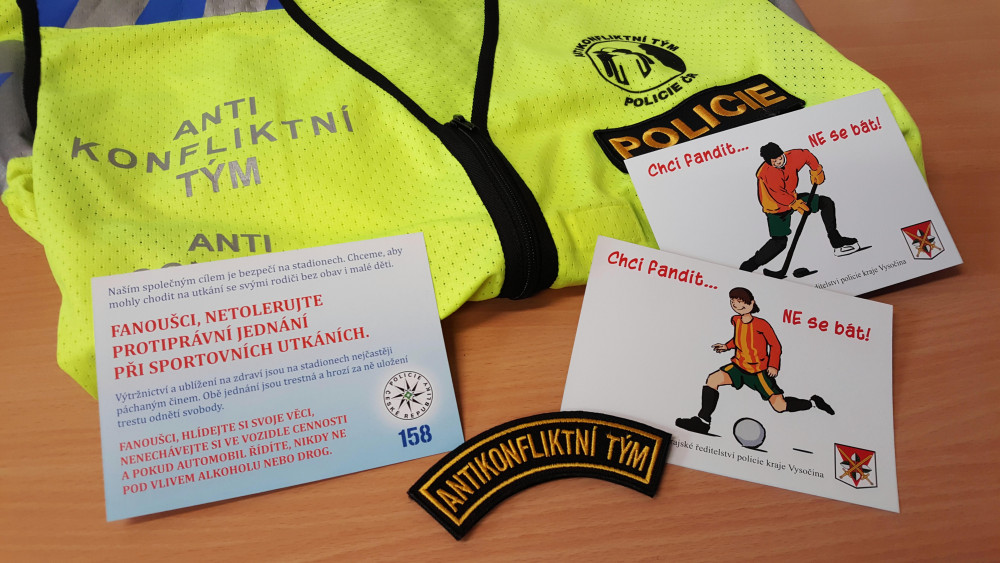 ANTI
KONFLIKTNÍ
TÝM
ANTI
ANTIKONFLIKTNÍ TÝM
POLICIE ČR
POLICIE
Chci fandit...
NE se bát!
ředitelství policie kraje Vysočina
Chci fandit...
NE se bát!
ajské ředitelství policie kraje Vysočina
Naším společným cílem je bezpečí na stadionech. Chceme, aby
mohly chodit na utkání se svými rodiči bez obav i malé děti.
FANOUŠCI, NETOLERUJTE
PROTIPRÁVNÍ JEDNÁNÍ
PŘI SPORTOVNÍCH UTKÁNÍCH.
Výtržnictví a ublížení na zdraví jsou na stadionech nejčastěji
páchaným činem. Obě jednání jsou trestná a hrozí za ně uložení
trestu odnětí svobody.
FANOUŠCI, HLÍDEJTE SI SVOJE VĚCI,
NENECHÁVEJTE SI VE VOZIDLE CENNOSTI
A POKUD AUTOMOBIL ŘÍDÍTE, NIKDY NE
POD VLIVEM ALKOHOLU NEBO DROG.
POLICIE
ČESKÉ REPUBLIKY
158
ANTIKONFLIKTNÍ TÝM